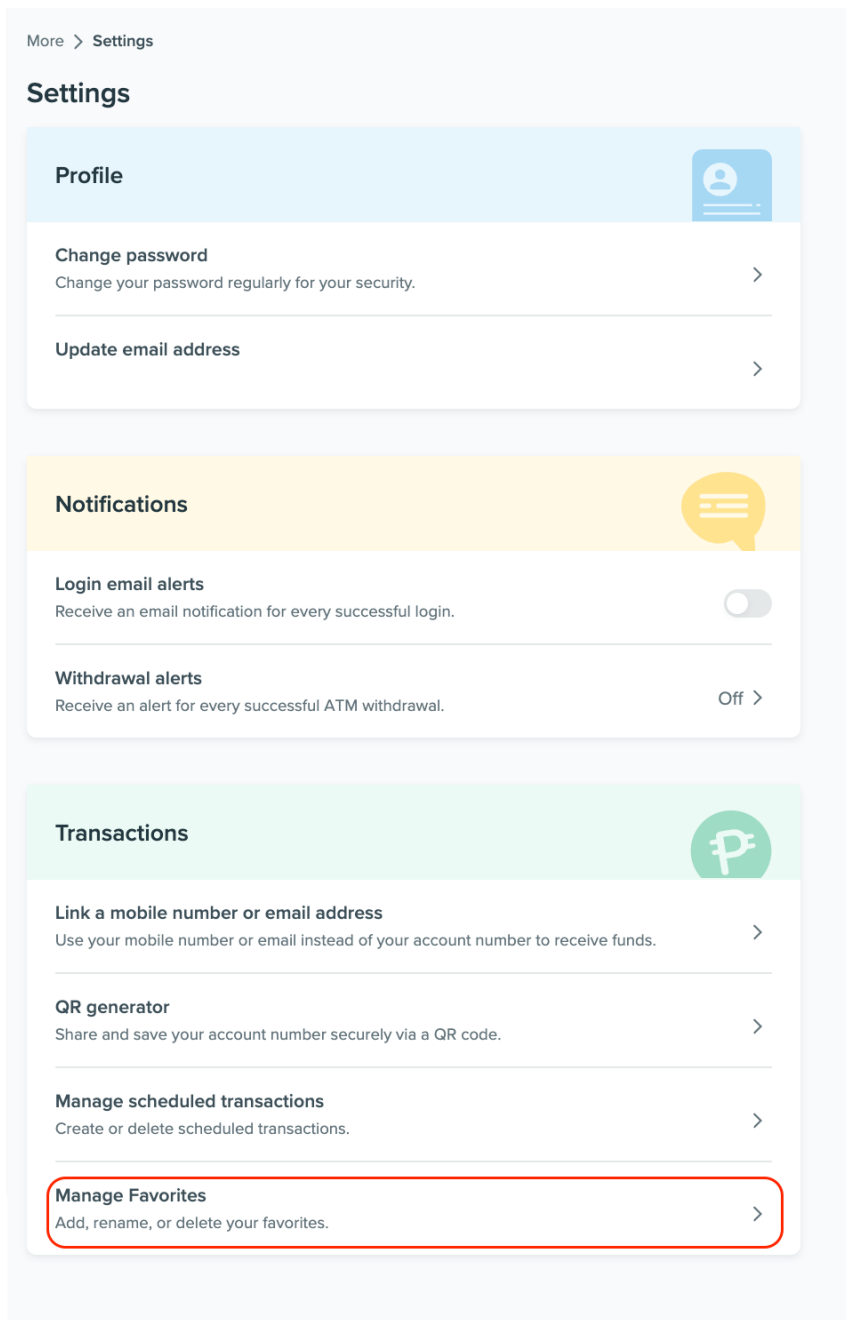 More > Settings
Settings
Profile
Change password
Change your password regularly for your security.
Update email address
Notifications
Login email alerts
Receive an email notification for every successful login.
Withdrawal alerts
Receive an alert for every successful ATM withdrawal.
Off
Transactions
Link a mobile number or email address
Use your mobile number or email instead of your account number to receive funds.
QR generator
Share and save your account number securely via a QR code.
Manage scheduled transactions
Create or delete scheduled transactions.
Manage Favorites
Add, rename, or delete your favorites.